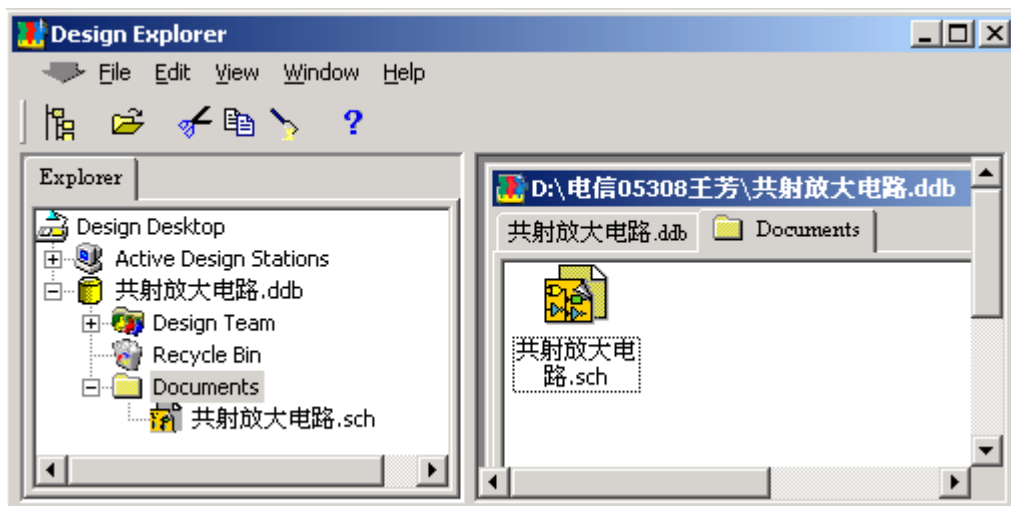 Design Explorer
File Edit View Window Help
?
Explorer
Design Desktop
Active Design Stations
共射放大电路.ddb
Design Team
Recycle Bin
Documents
共射放大电路.sch
D:\电信05308王芳\共射放大电路.ddb
共射放大电路.ddb Documents
共射放大电
路.sch